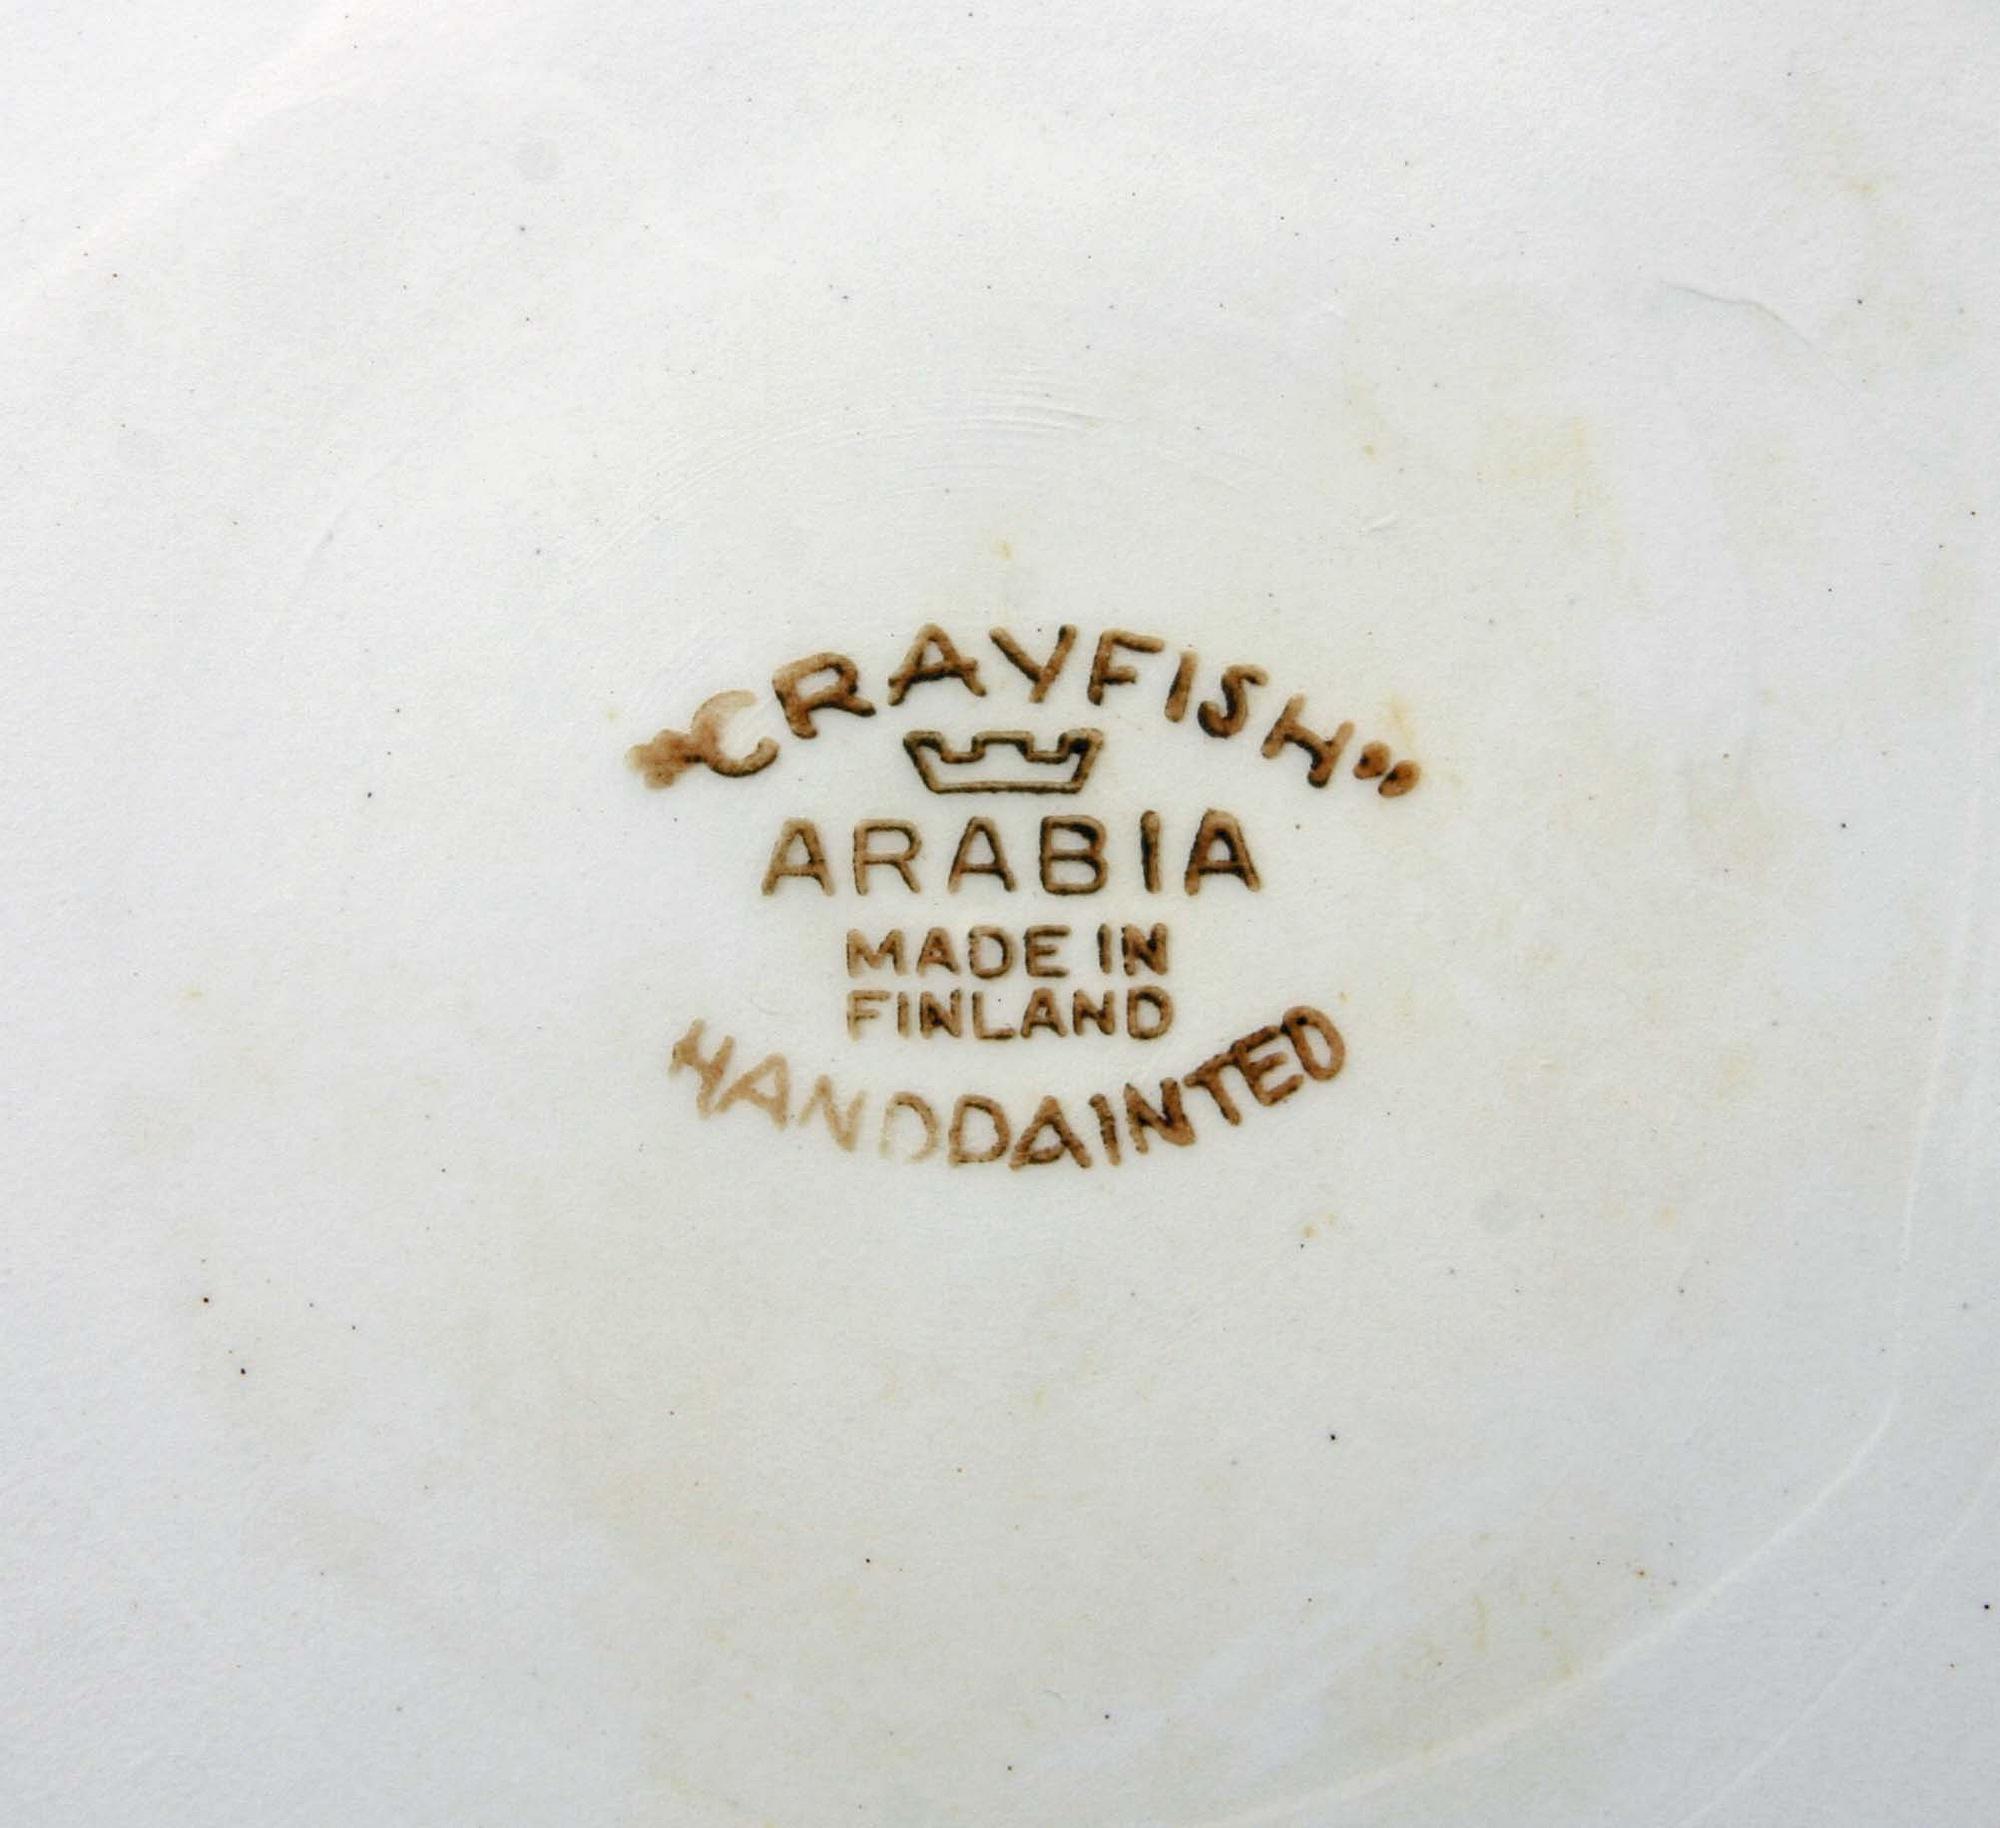 "CRAYFISH"
ARABIA
MADE IN
FINLAND
HANDDAINTED